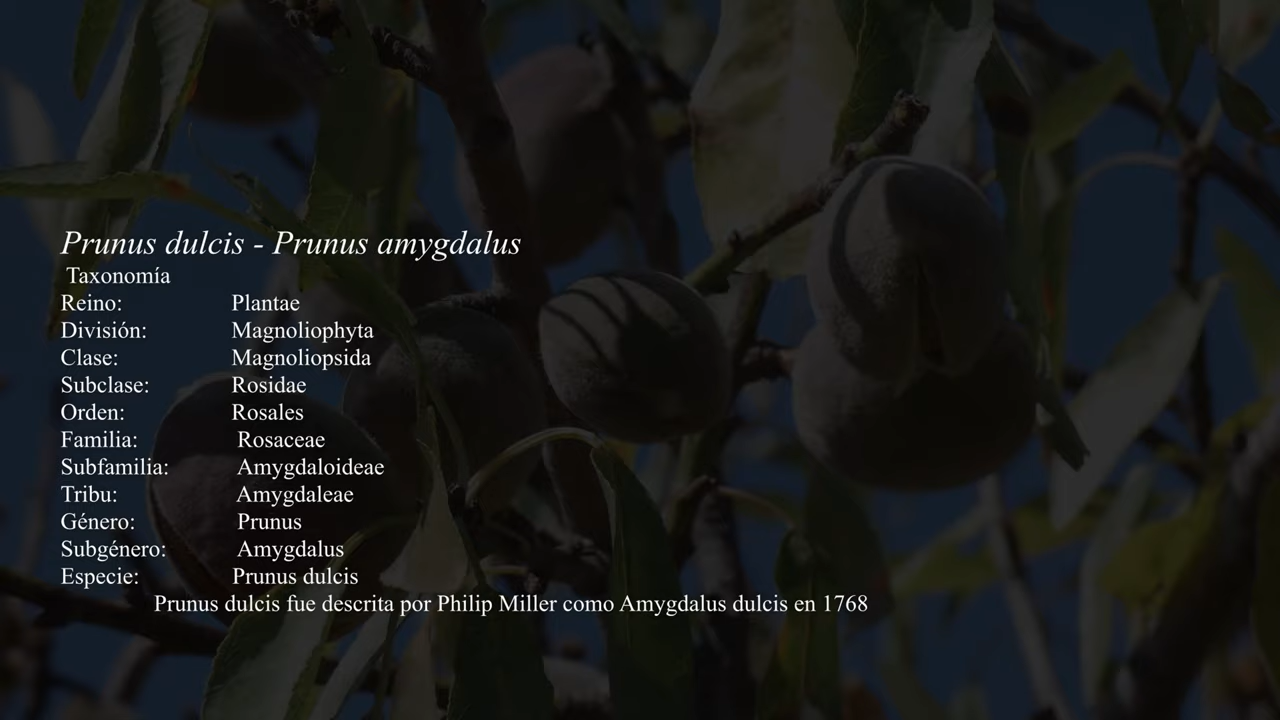 Prunus dulcis - Prunus amygdalus
Taxonomía
Reino: Plantae
División: Magnoliophyta
Clase: Magnoliopsida
Subclase: Rosidae
Orden: Rosales
Familia: Rosaceae
Subfamilia: Amygdaloideae
Tribu: Amygdaleae
Género: Prunus
Subgénero: Amygdalus
Especie: Prunus dulcis
Prunus dulcis fue descrita por Philip Miller como Amygdalus dulcis en 1768